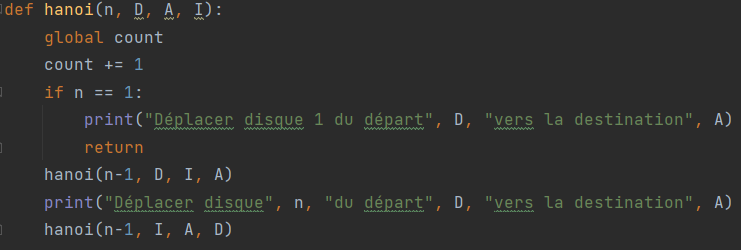 def hanoi(n, D, A, I):
    global count
    count += 1
    if n == 1:
        print("Déplacer disque 1 du départ", D, "vers la destination", A)
        return
    hanoi(n-1, D, I, A)
    print("Déplacer disque", n, "du départ", D, "vers la destination", A)
    hanoi(n-1, I, A, D)